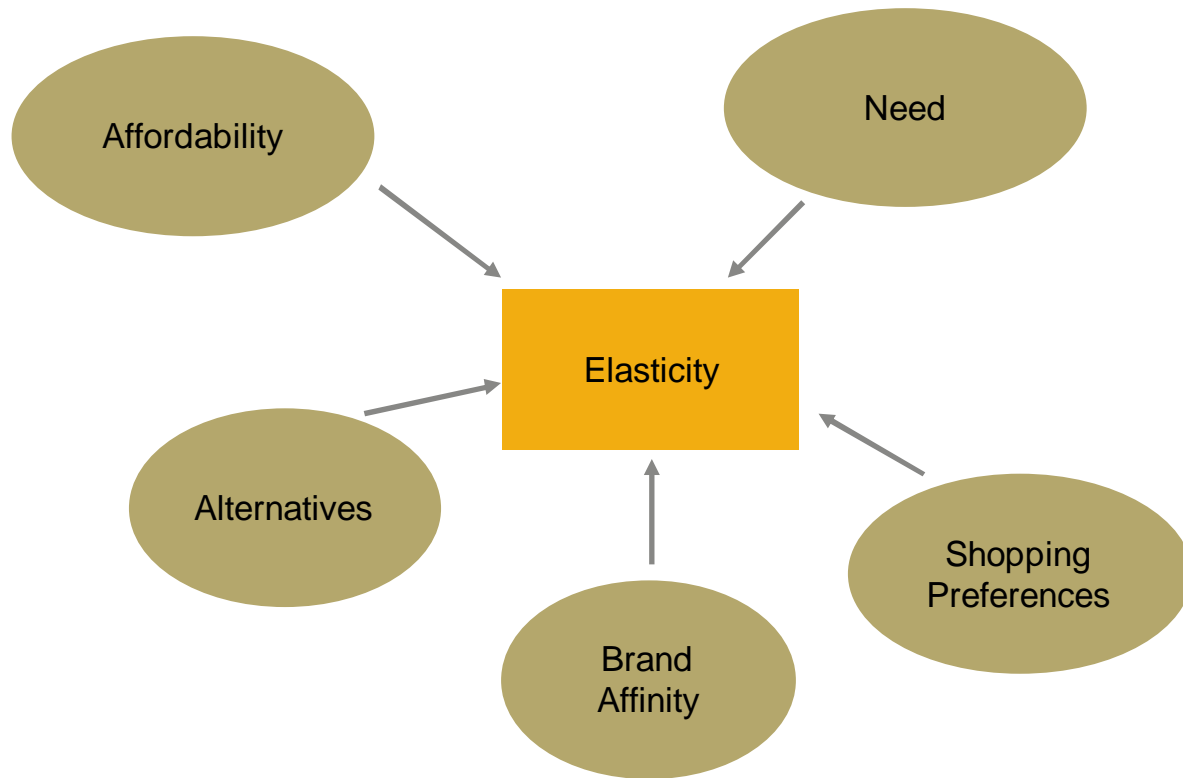 Affordability
Need
Elasticity
Alternatives
Shopping
Preferences
Brand
Affinity